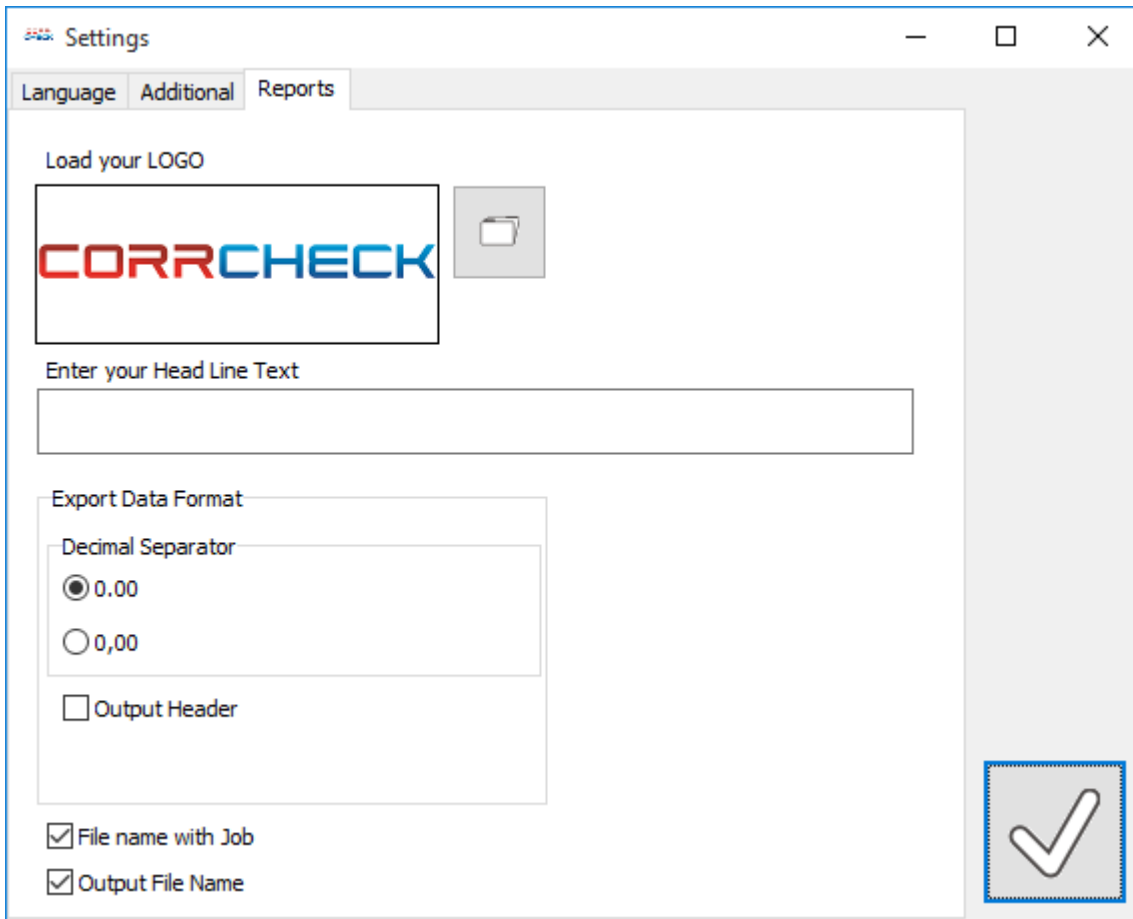 Settings
Language Additional Reports
Load your LOGO
CORRCHECK
Enter your Head Line Text
Export Data Format
Decimal Separator
0.00
0,00
Output Header
File name with Job
Output File Name